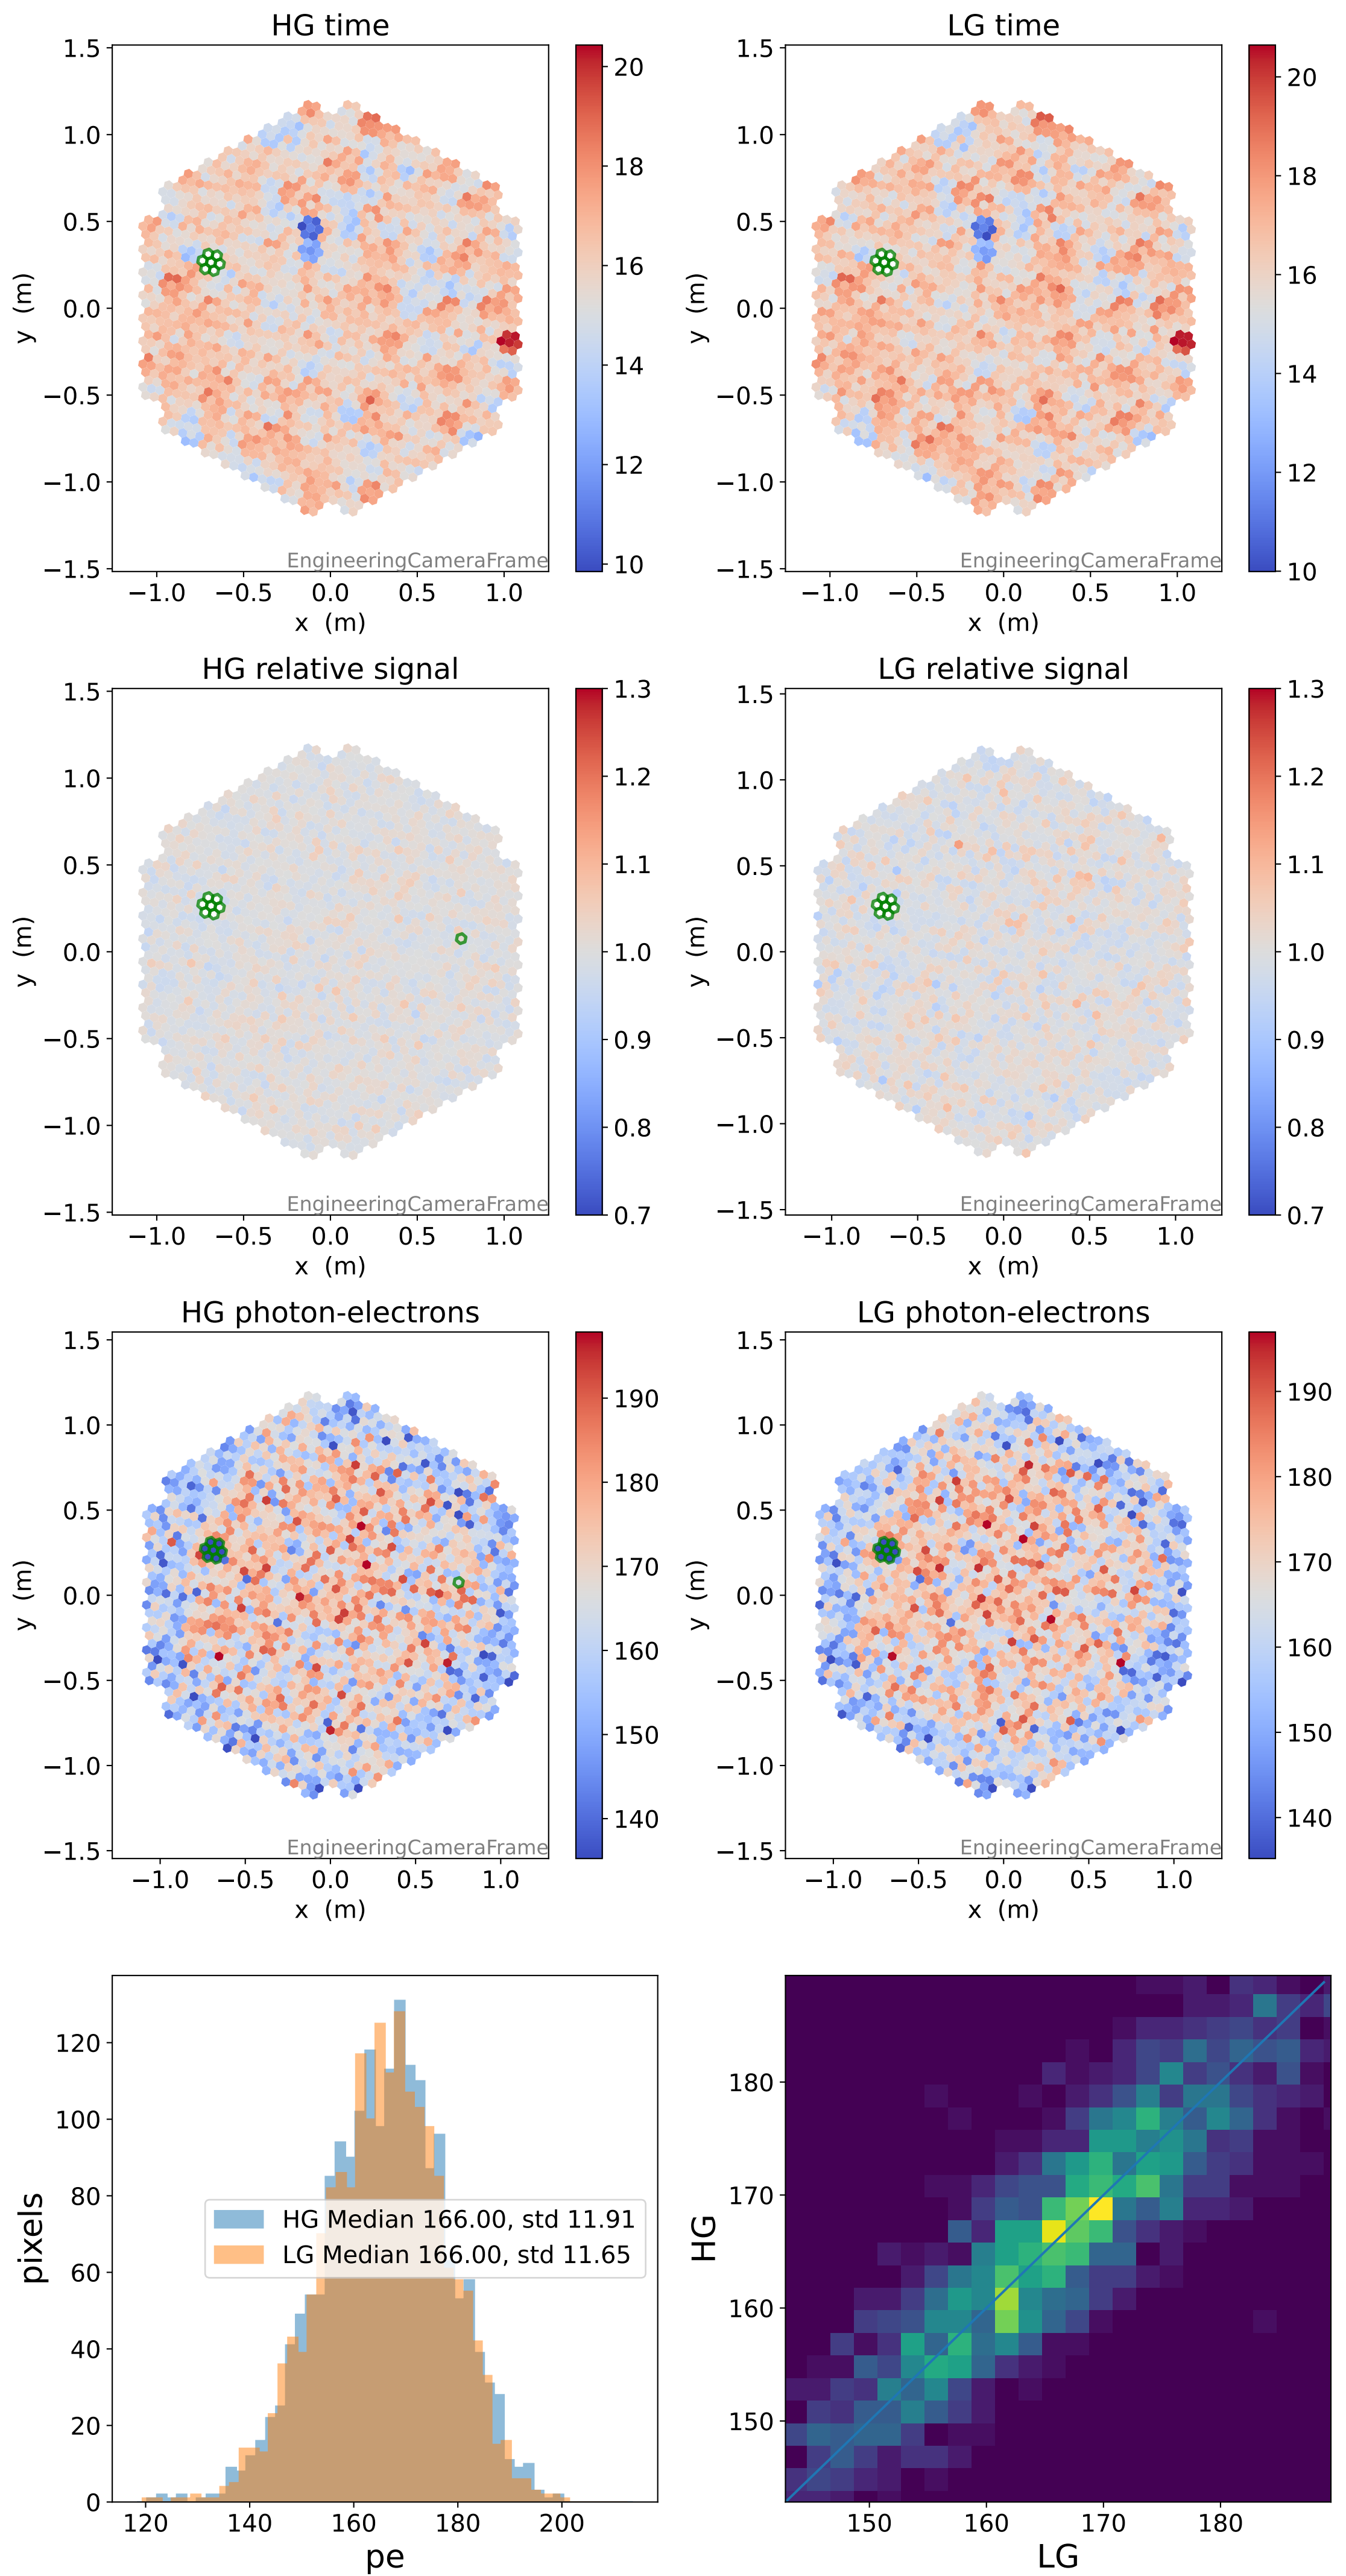 HG time
LG time
1.5
1.0
0.5
0.0
−0.5
−1.0
−1.5
y (m)
−1.0 −0.5 0.0 0.5 1.0
x (m)
EngineeringCameraFrame
20
18
16
14
12
10
1.5
1.0
0.5
0.0
−0.5
−1.0
−1.5
y (m)
−1.0 −0.5 0.0 0.5 1.0
x (m)
EngineeringCameraFrame
20
18
16
14
12
10
HG relative signal
LG relative signal
1.5
1.0
0.5
0.0
−0.5
−1.0
−1.5
y (m)
−1.0 −0.5 0.0 0.5 1.0
x (m)
EngineeringCameraFrame
1.3
1.2
1.1
1.0
0.9
0.8
0.7
1.5
1.0
0.5
0.0
−0.5
−1.0
−1.5
y (m)
−1.0 −0.5 0.0 0.5 1.0
x (m)
EngineeringCameraFrame
1.3
1.2
1.1
1.0
0.9
0.8
0.7
HG photon-electrons
LG photon-electrons
1.5
1.0
0.5
0.0
−0.5
−1.0
−1.5
y (m)
−1.0 −0.5 0.0 0.5 1.0
x (m)
EngineeringCameraFrame
190
180
170
160
150
140
1.5
1.0
0.5
0.0
−0.5
−1.0
−1.5
y (m)
−1.0 −0.5 0.0 0.5 1.0
x (m)
EngineeringCameraFrame
190
180
170
160
150
140
120
100
80
60
40
20
0
pixels
HG Median 166.00, std 11.91
LG Median 166.00, std 11.65
120 140 160 180 200
pe
180
170
160
150
HG
150 160 170 180
LG